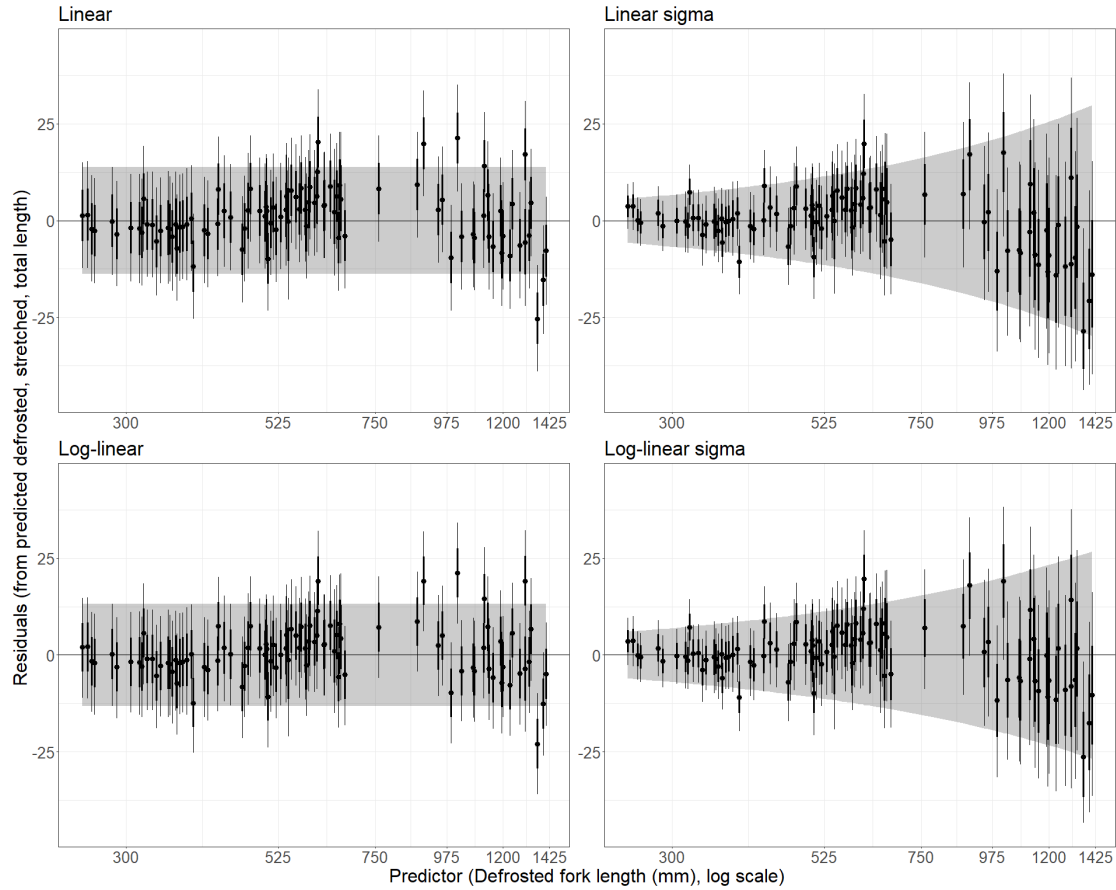 Linear
Linear sigma
25
0
-25
25
0
-25
300 525 750 975 1200 1425
300 525 750 975 1200 1425
Log-linear
Log-linear sigma
25
0
-25
25
0
-25
300 525 750 975 1200 1425
300 525 750 975 1200 1425
Residuals (from predicted defrosted, stretched, total length)
Predictor (Defrosted fork length (mm), log scale)